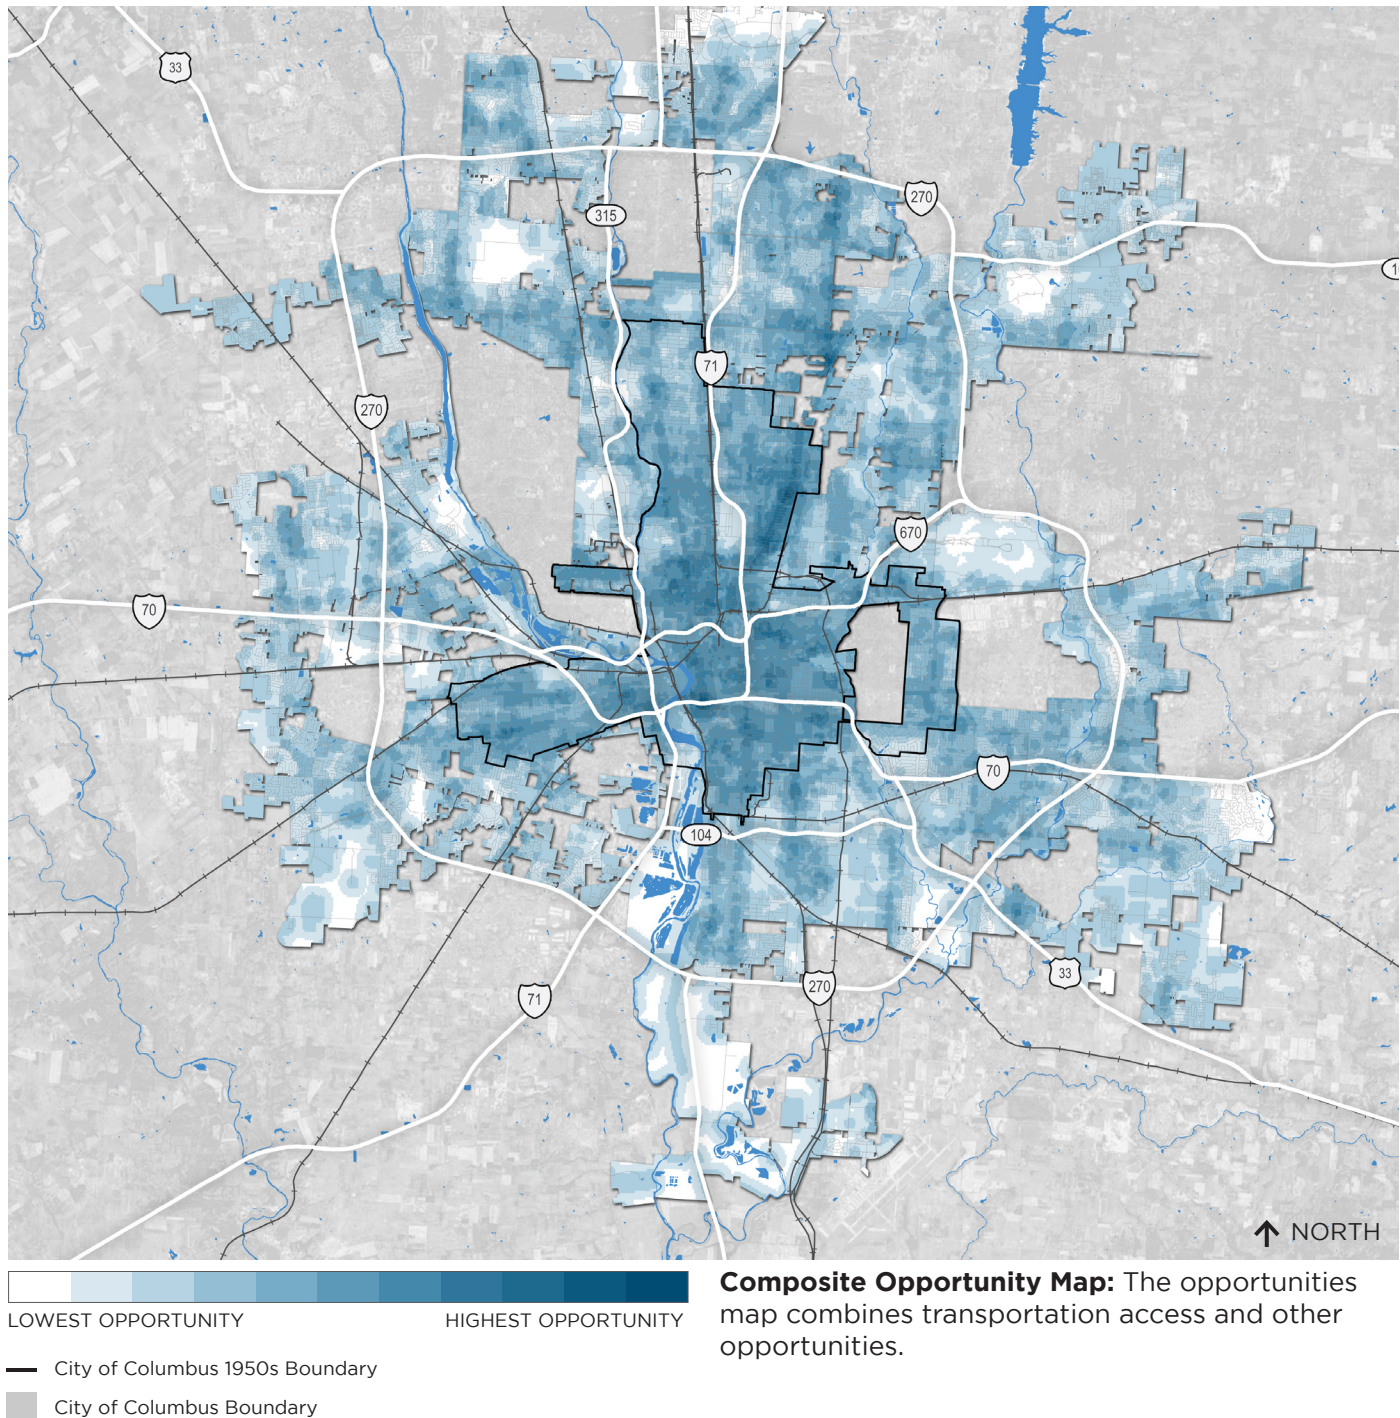 33
315
270
1
71
270
670
70
70
104
33
270
71
NORTH
LOWEST OPPORTUNITY
HIGHEST OPPORTUNITY
Composite Opportunity Map: The opportunities
map combines transportation access and other
opportunities.
City of Columbus 1950s Boundary
City of Columbus Boundary